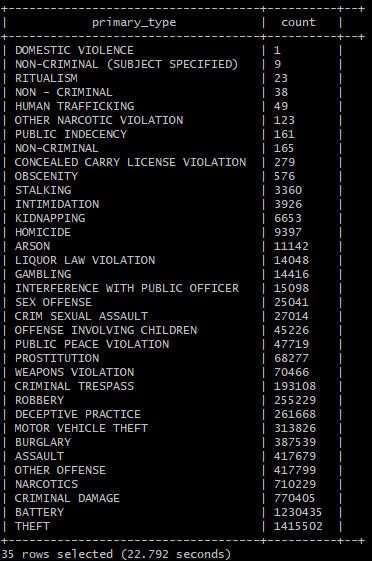 primary_type | count |
| DOMESTIC VIOLENCE | 1 |
| NON-CRIMINAL (SUBJECT SPECIFIED) | 9 |
| RITUALISM | 23 |
| NON - CRIMINAL | 38 |
| HUMAN TRAFFICKING | 49 |
| OTHER NARCOTIC VIOLATION | 123 |
| PUBLIC INDECENCY | 161 |
| NON-CRIMINAL | 165 |
| CONCEALED CARRY LICENSE VIOLATION | 279 |
| OBSCENITY | 576 |
| STALKING | 3360 |
| INTIMIDATION | 3926 |
| KIDNAPPING | 6653 |
| HOMICIDE | 9397 |
| ARSON | 11142 |
| LIQUOR LAW VIOLATION | 14048 |
| GAMBLING | 14416 |
| INTERFERENCE WITH PUBLIC OFFICER | 15098 |
| SEX OFFENSE | 25041 |
| CRIM SEXUAL ASSAULT | 27014 |
| OFFENSE INVOLVING CHILDREN | 45226 |
| PUBLIC PEACE VIOLATION | 47719 |
| PROSTITUTION | 68277 |
| WEAPONS VIOLATION | 70466 |
| CRIMINAL TRESPASS | 193108 |
| ROBBERY | 255229 |
| DECEPTIVE PRACTICE | 261668 |
| MOTOR VEHICLE THEFT | 313826 |
| BURGLARY | 387539 |
| ASSAULT | 417679 |
| OTHER OFFENSE | 417799 |
| NARCOTICS | 710229 |
| CRIMINAL DAMAGE | 770405 |
| BATTERY | 1230435 |
| THEFT | 1415502 |
35 rows selected (22.792 seconds)